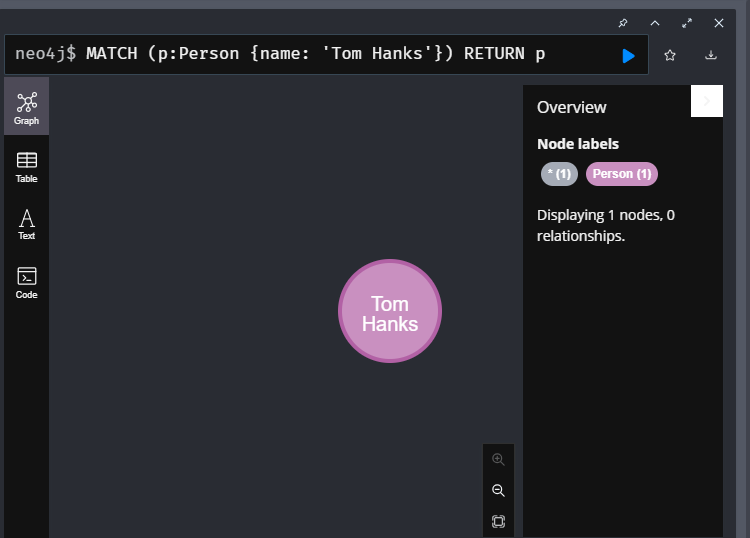 neo4j$ MATCH (p:Person {name: 'Tom Hanks'}) RETURN p
Graph
Table
Text
Code
Tom
Hanks
Overview
Node labels
* (1) Person (1)
Displaying 1 nodes, 0
relationships.